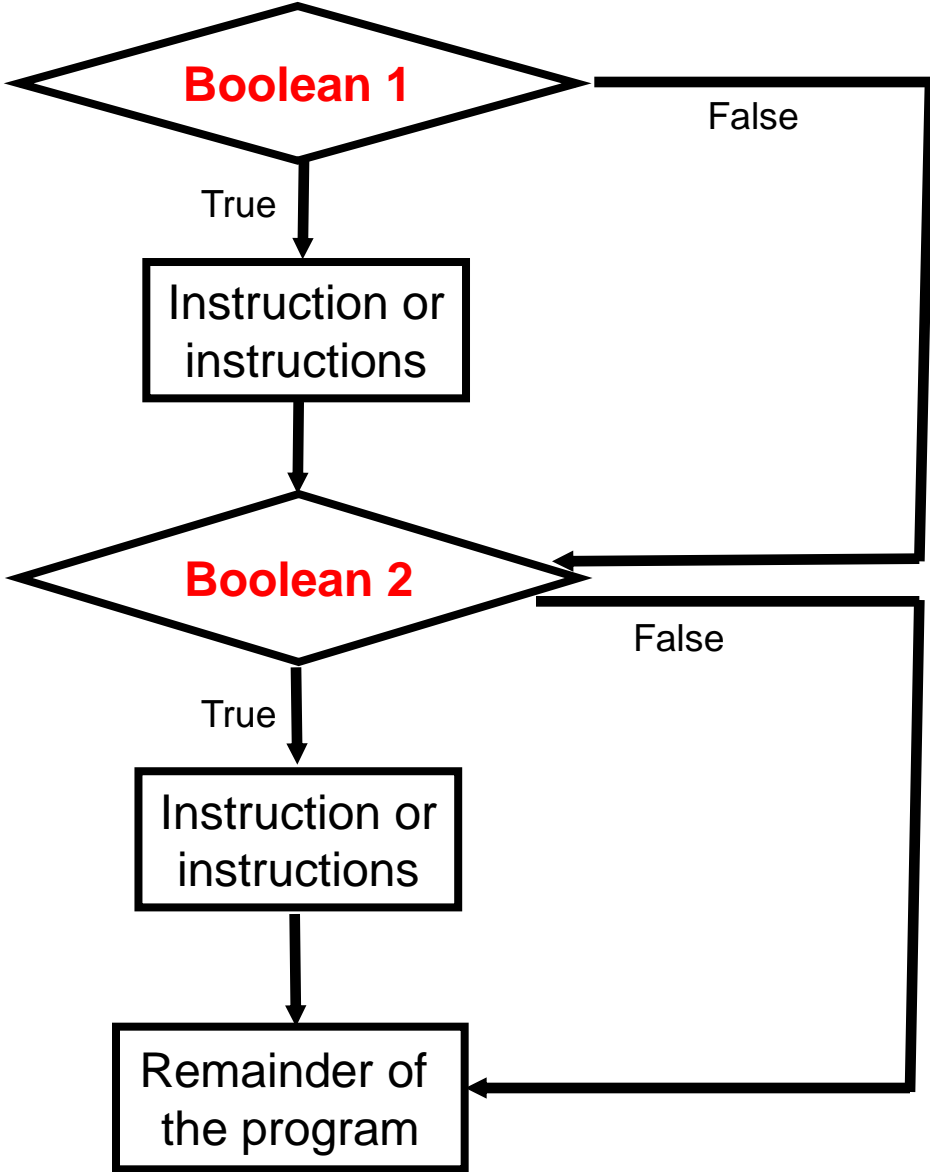 Boolean 1
False
True
Instruction or
instructions
Boolean 2
False
True
Instruction or
instructions
Remainder of
the program